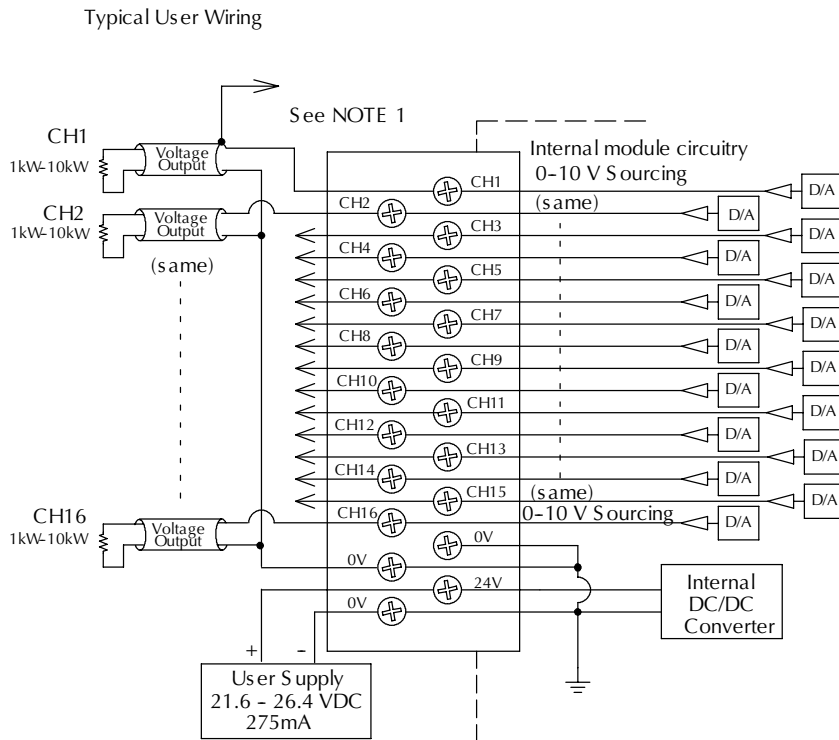 Typical User Wiring
See NOTE 1
CH1
1kW-10kW
Voltage
Output
CH2
1kW-10kW
Voltage
Output
(same)
CH16
1kW-10kW
Voltage
Output
Internal module circuitry
0-10 V Sourcing
(same)
CH1
D/A
CH2
D/A
CH3
D/A
CH4
D/A
CH5
D/A
CH6
D/A
CH7
D/A
CH8
D/A
CH9
D/A
CH10
D/A
CH11
D/A
CH12
D/A
CH13
D/A
CH14
D/A
CH15
D/A
(same)
0-10 V Sourcing
CH16
D/A
0V
0V
24V
0V
Internal
DC/DC
Converter
+ -
User Supply
21.6 - 26.4 VDC
275mA